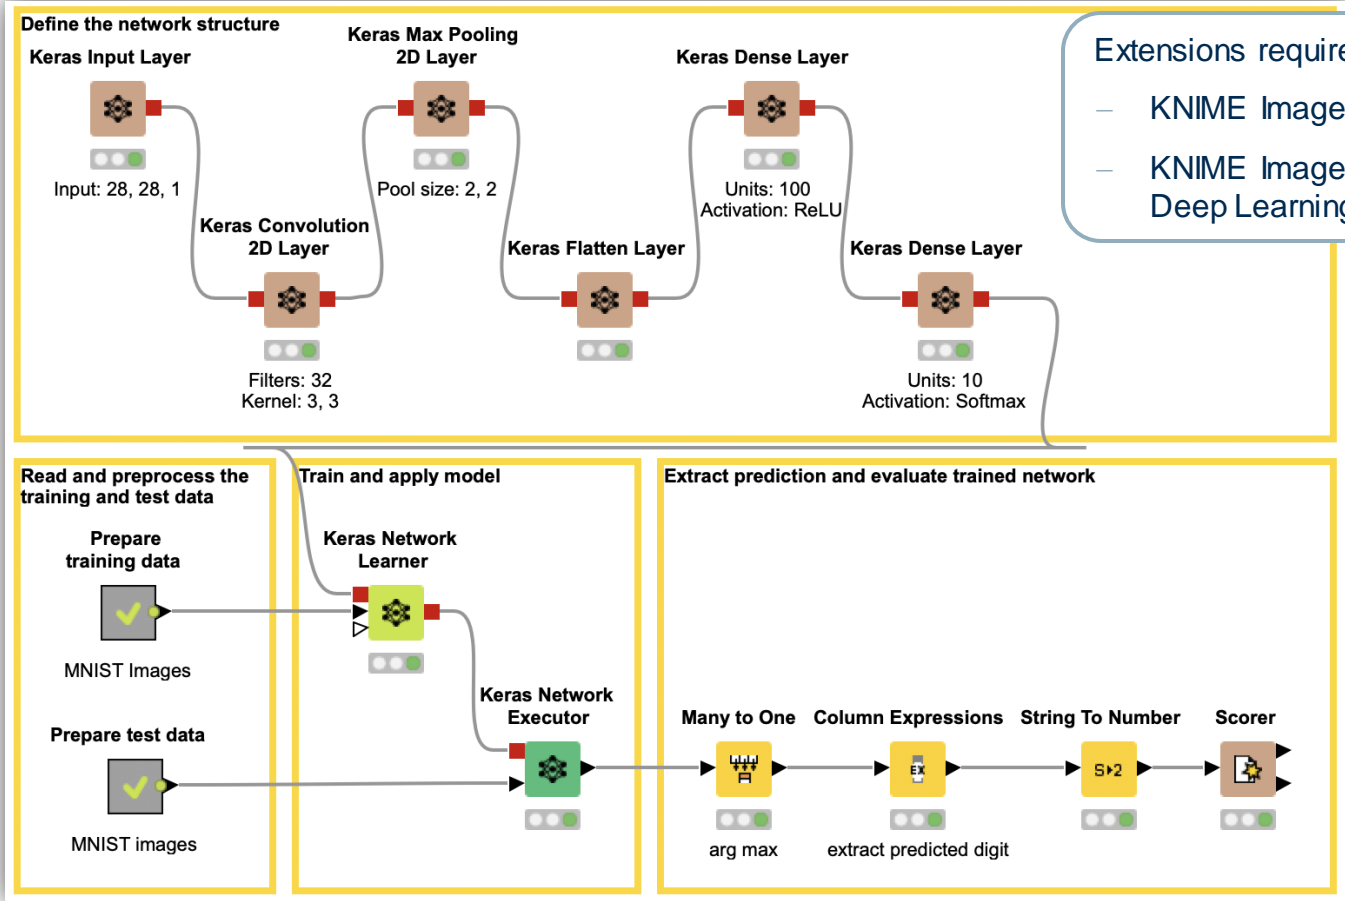 Define the network structure
Keras Input Layer
Input: 28, 28, 1
Keras Convolution
2D Layer
Filters: 32
Kernel: 3, 3
Keras Max Pooling
2D Layer
Pool size: 2, 2
Keras Flatten Layer
Keras Dense Layer
Units: 100
Activation: ReLU
Keras Dense Layer
Units: 10
Activation: Softmax
Extensions require
– KNIME Image
– KNIME Image
Deep Learning
Read and preprocess the
training and test data
Prepare
training data
MNIST Images
Prepare test data
MNIST images
Train and apply model
Keras Network
Learner
Keras Network
Executor
Extract prediction and evaluate trained network
Many to One
arg max
Column Expressions
EX
extract predicted digit
String To Number
S▸2
Scorer